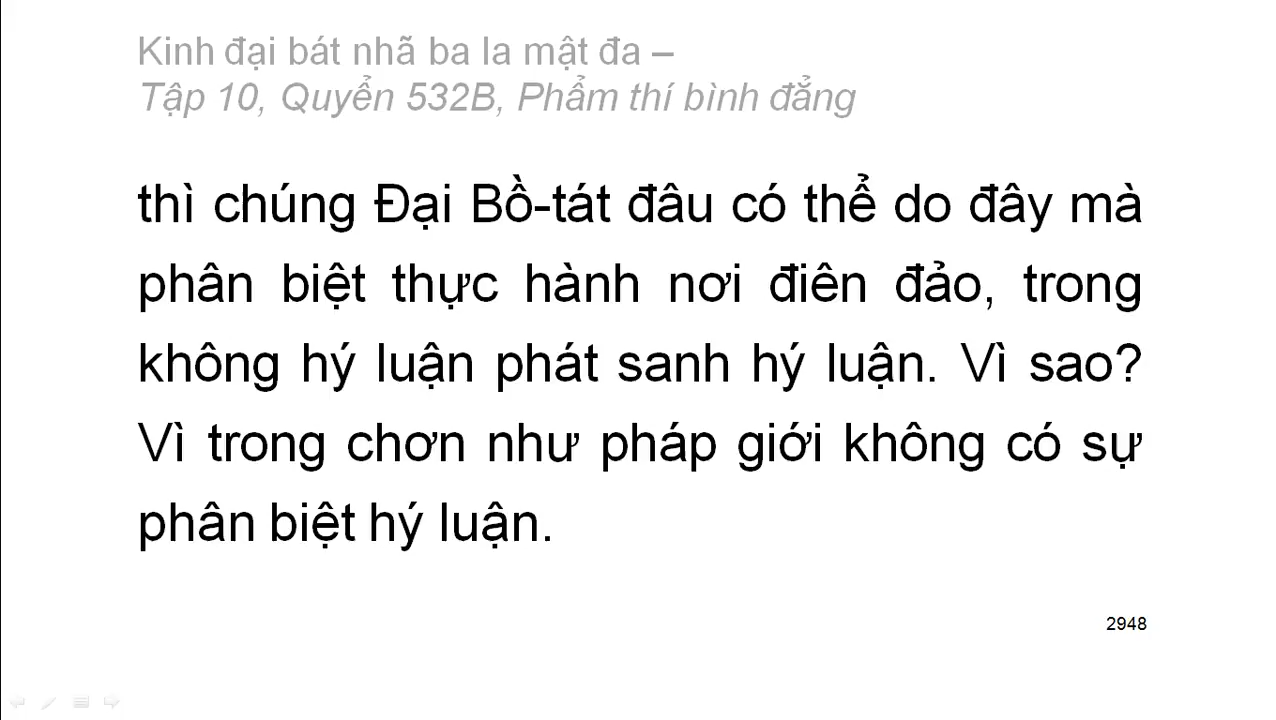 Kinh đại bát nhã ba la mật đa –
Tập 10, Quyển 532B, Phẩm thí bình đẳng
thì chúng Đại Bồ-tát đâu có thể do đây mà
phân biệt thực hành nơi điên đảo, trong
không hý luận phát sanh hý luận. Vì sao?
Vì trong chơn như pháp giới không có sự
phân biệt hý luận.
2948